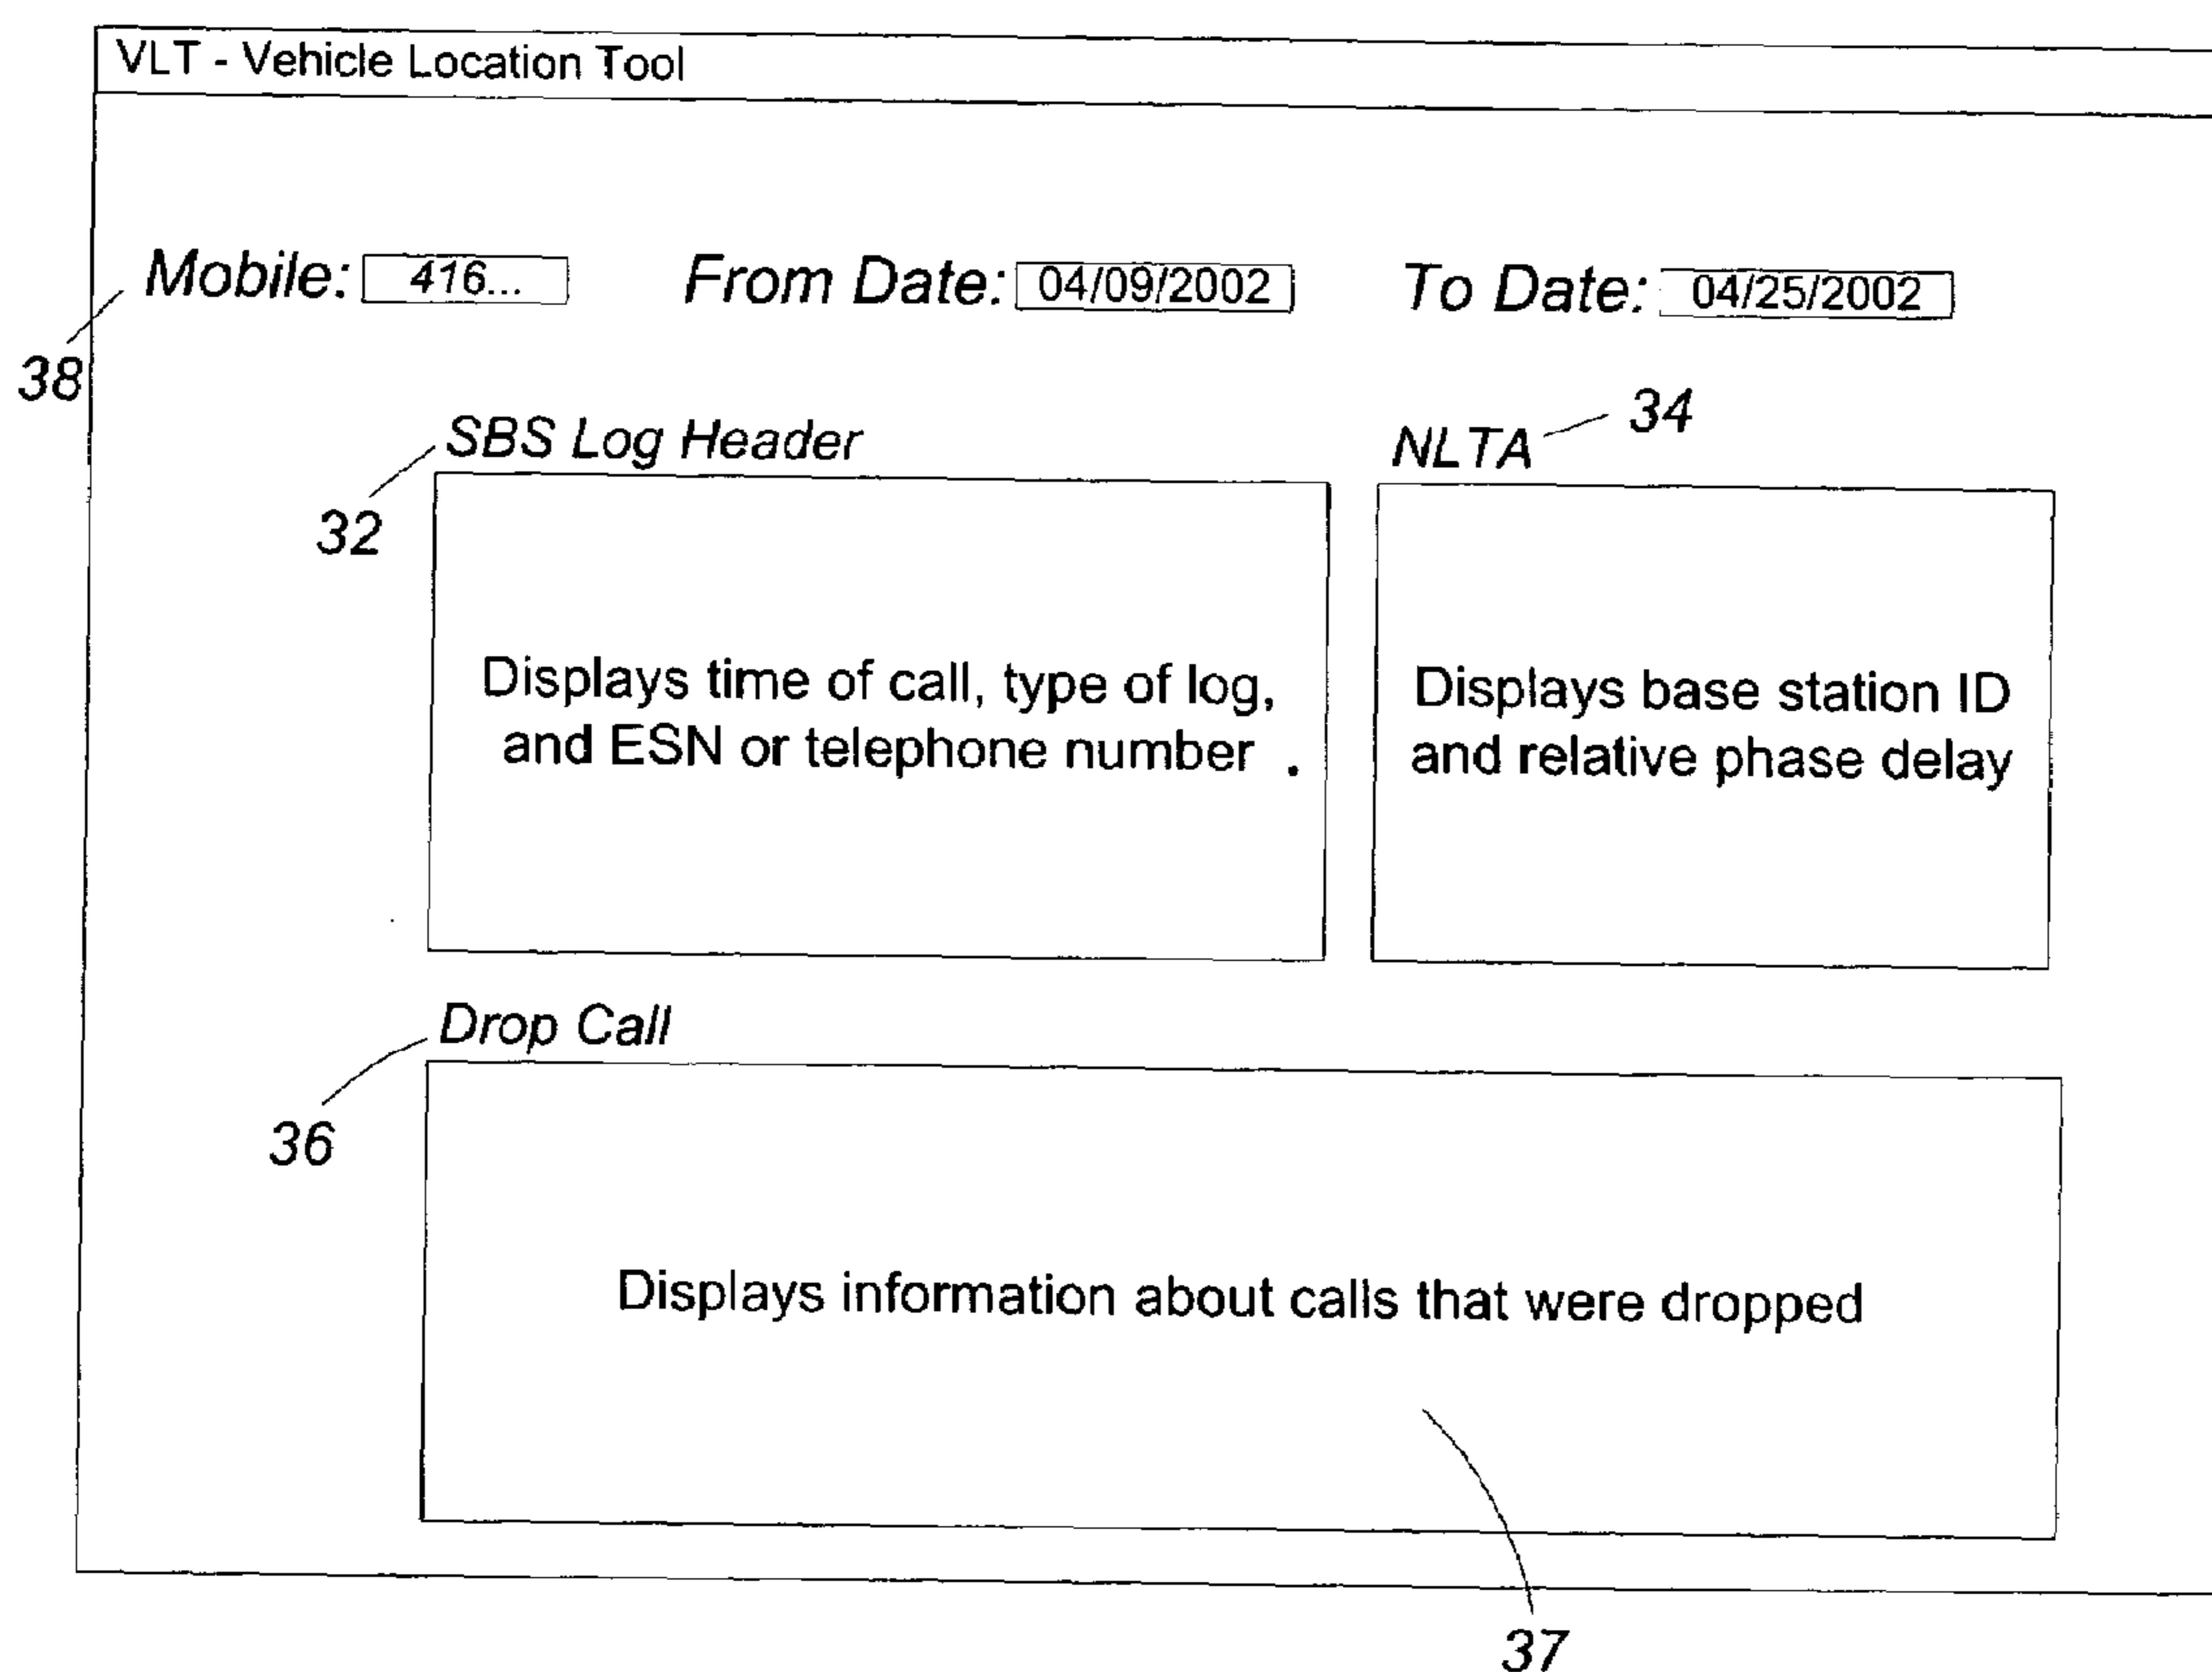 VLT - Vehicle Location Tool
Mobile: 416... From Date: 04/09/2002 To Date: 04/25/2002
38
SBS Log Header
NLTA
34
32
Displays time of call, type of log,
and ESN or telephone number .
Displays base station ID
and relative phase delay
Drop Call
36
Displays information about calls that were dropped
37